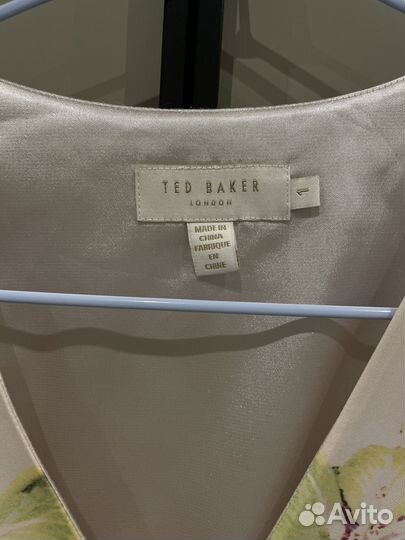 TED BAKER
LONDON
1
MADE IN
CHINA
FABRIQUE
EN
CHINE
Avito